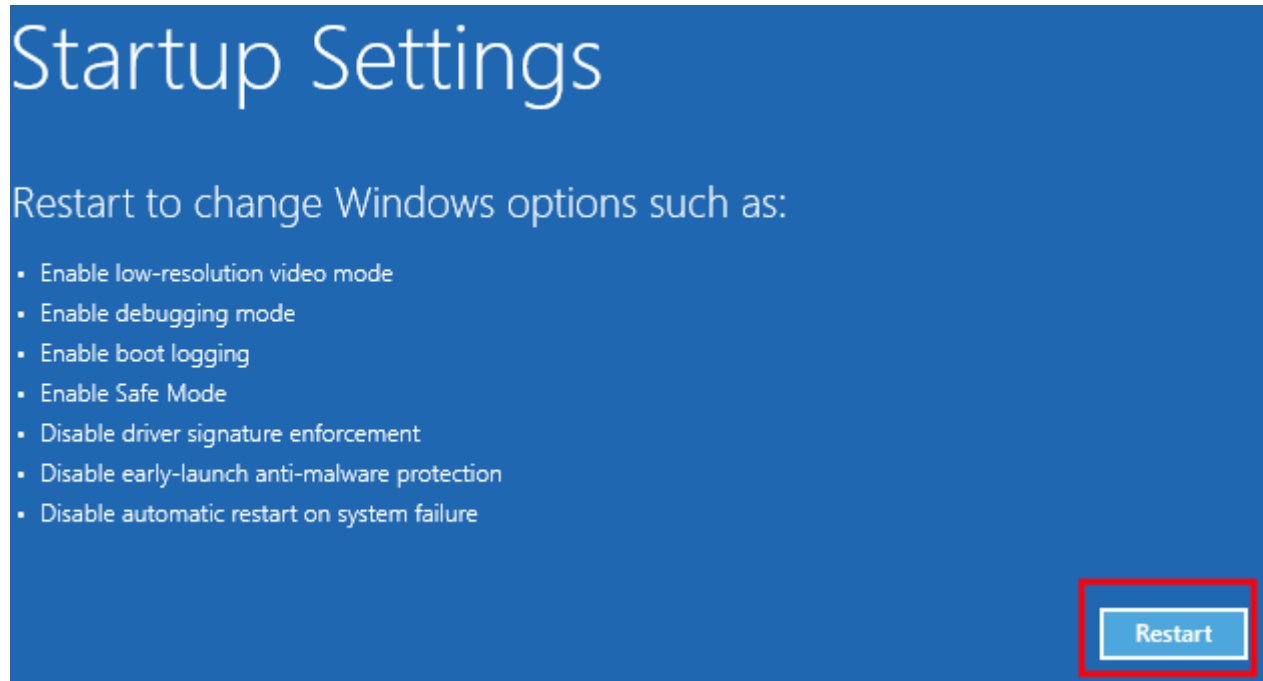 Startup Settings
Restart to change Windows options such as:
▪ Enable low-resolution video mode
▪ Enable debugging mode
▪ Enable boot logging
▪ Enable Safe Mode
▪ Disable driver signature enforcement
▪ Disable early-launch anti-malware protection
▪ Disable automatic restart on system failure
Restart